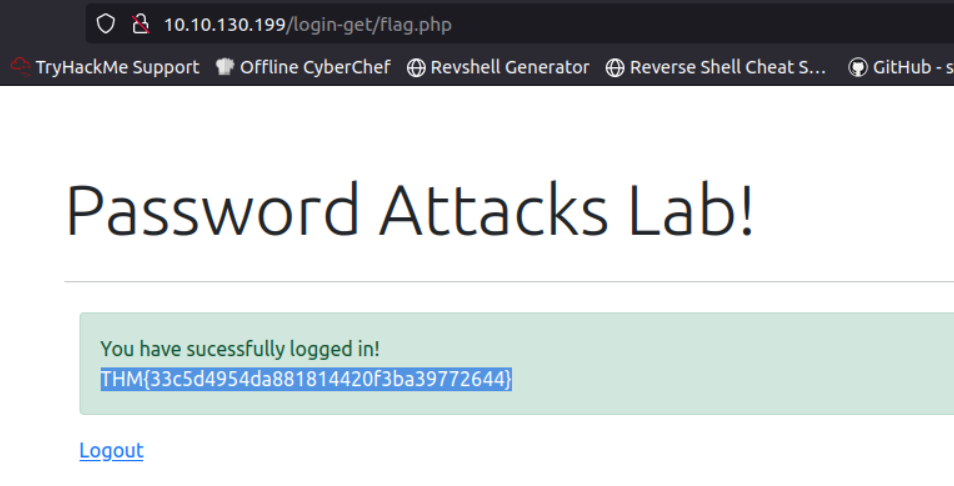 10.10.130.199/login-get/flag.php
TryHackMe Support Offline CyberChef Revshell Generator Reverse Shell Cheat S… GitHub - s
Password Attacks Lab!
You have sucessfully logged in!
THM{33c5d4954da881814420f3ba39772644}
Logout